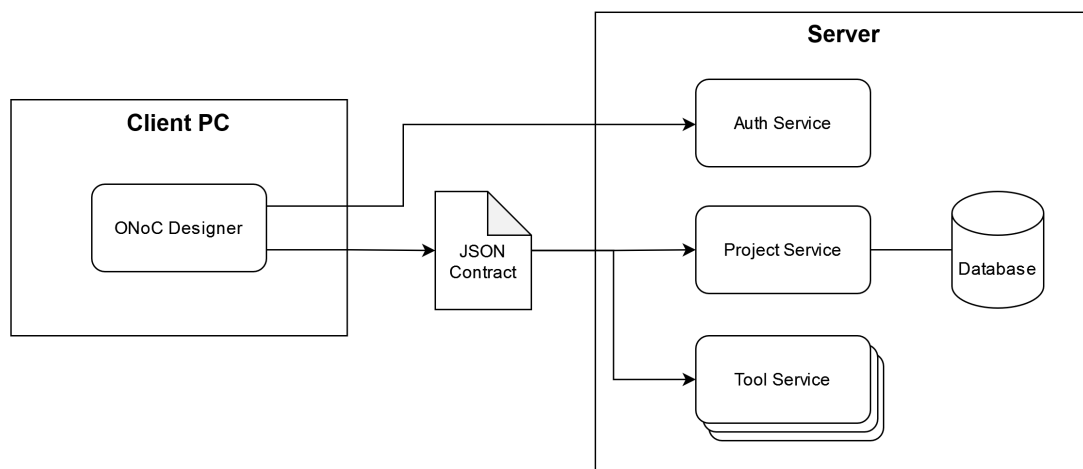 Server
Client PC
Auth Service
ONoC Designer
JSON
Contract
Project Service
Database
Tool Service